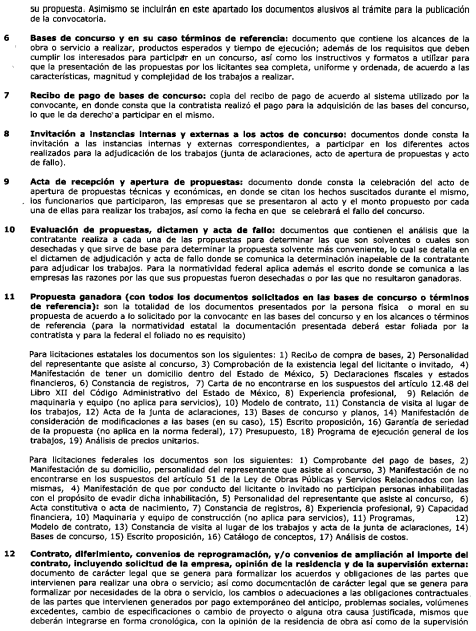 su propuesta. Asimismo se incluirán en este apartado los documentos alusivos al trámite para la publicación
de la convocatoria.
6 Bases de concurso y en su caso términos de referencia: documento que contiene los alcances de la
obra o servicio a realizar, productos esperados y tiempo de ejecución; además de los requisitos que deben
cumplir los interesados para participar en un concurso, así como los instructivos y formatos a utilizar para
que la presentación de las propuestas por los licitantes sea completa, uniforme y ordenada, de acuerdo a las
características, magnitud y complejidad de los trabajos a realizar.
7 Recibo de pago de bases de concurso: copia del recibo de pago de acuerdo al sistema utilizado por la
convocante, en donde consta que la contratista realizó el pago para la adquisición de las bases del concurso,
lo que le da derecho a participar en el mismo.
8 Invitación a instancias internas y externas a los actos de concurso: documentos donde consta la
invitación a las instancias internas y externas correspondientes, a participar en los diferentes actos
realizados para la adjudicación de los trabajos (junta de aclaraciones, acto de apertura de propuestas y acto
de fallo).
9 Acta de recepción y apertura de propuestas: documento donde consta la celebración del acto de
apertura de propuestas técnicas y económicas, en donde se citan los hechos suscitados durante el mismo,
los funcionarios que participaron, las empresas que se presentaron al acto y el monto propuesto por cada
una de ellas para realizar los trabajos, así como la fecha en que se celebrará el fallo del concurso.
10 Evaluación de propuestas, dictamen y acta de fallo: documentos que contienen el análisis que la
contratante realiza a cada una de las propuestas para determinar las que son solventes o cuales son
desechadas y que sirve de base para determinar la propuesta solvente más conveniente, lo cual se detalla en
el dictamen de adjudicación y acta de fallo donde se comunica la determinación inapelable de la contratante
para adjudicar los trabajos. Para la normatividad federal aplica además el escrito donde se comunica a las
empresas las razones por las que sus propuestas fueron desechadas o por las que no resultaron ganadoras.
11 Propuesta ganadora (con todos los documentos solicitados en las bases de concurso o términos
de referencia): son la totalidad de los documentos presentados por la persona física o moral en su
propuesta de acuerdo a lo solicitado por la convocante en las bases del concurso y en los alcances o términos
de referencia (para la normatividad estatal la documentación presentada deberá estar foliada por la
contratista y para la federal el foliado no es requisito)
Para licitaciones estatales los documentos son los siguientes: 1) Recibo de compra de bases, 2) Personalidad
del representante que asiste al concurso, 3) Comprobación de la existencia legal del licitante o invitado, 4)
Manifestación de tener un domicilio dentro del Estado de México, 5) Declaraciones fiscales y estados
financieros, 6) Constancia de registros, 7) Carta de no encontrarse en los supuestos del artículo 12.48 del
Libro XII del Código Administrativo del Estado de México, 8) Experiencia profesional, 9) Relación de
maquinaria y equipo (no aplica para servicios), 10) Modelo de contrato, 11) Constancia de visita al lugar de
los trabajos, 12) Acta de la junta de aclaraciones, 13) Bases de concurso y planos, 14) Manifestación de
consideración de modificaciones a las bases (en su caso), 15) Escrito proposición, 16) Garantía de seriedad
de la propuesta (no aplica en la norma federal), 17) Presupuesto, 18) Programa de ejecución general de los
trabajos, 19) Análisis de precios unitarios.
Para licitaciones federales los documentos son los siguientes: 1) Comprobante del pago de bases, 2)
Manifestación de su domicilio, personalidad del representante que asiste al concurso, 3) Manifestación de no
encontrarse en los supuestos del artículo 51 de la Ley de Obras Públicas y Servicios Relacionados con las
mismas, 4) Manifestación de que por conducto del licitante o invitado no participan personas inhabilitadas
con el propósito de evadir dicha inhabilitación, 5) Personalidad del representante que asiste al concurso, 6)
Acta constitutiva o acta de nacimiento, 7) Constancia de registros, 8) Experiencia profesional, 9) Capacidad
financiera, 10) Maquinaria y equipo de construcción (no aplica para servicios), 11) Programas, 12)
Modelo de contrato, 13) Constancia de visita al lugar de los trabajos y acta de junta de aclaraciones, 14)
Bases de concurso, 15) Escrito proposición, 16) Catálogo de conceptos, 17) Análisis de costos.
12 Contrato, diferimiento, convenios de reprogramación, y/o convenios de ampliación al importe del
contrato, incluyendo solicitud de la empresa, opinión de la residencia y de la supervisión externa:
documento de carácter legal que se genera para formalizar los acuerdos y obligaciones de las partes que
intervienen para realizar una obra o servicio; así como documentación de carácter legal que se genera para
formalizar por necesidades de la obra o servicio, los cambios o adecuaciones a las obligaciones contractuales
de las partes que intervienen generados por pago extemporáneo del anticipo, problemas sociales, volúmenes
excedentes, cambio de especificaciones o cambio de proyecto o alguna otra causa justificada, mismos que
deberán integrarse en forma cronológica, con la opinión de la residencia de obra así como de la supervisión